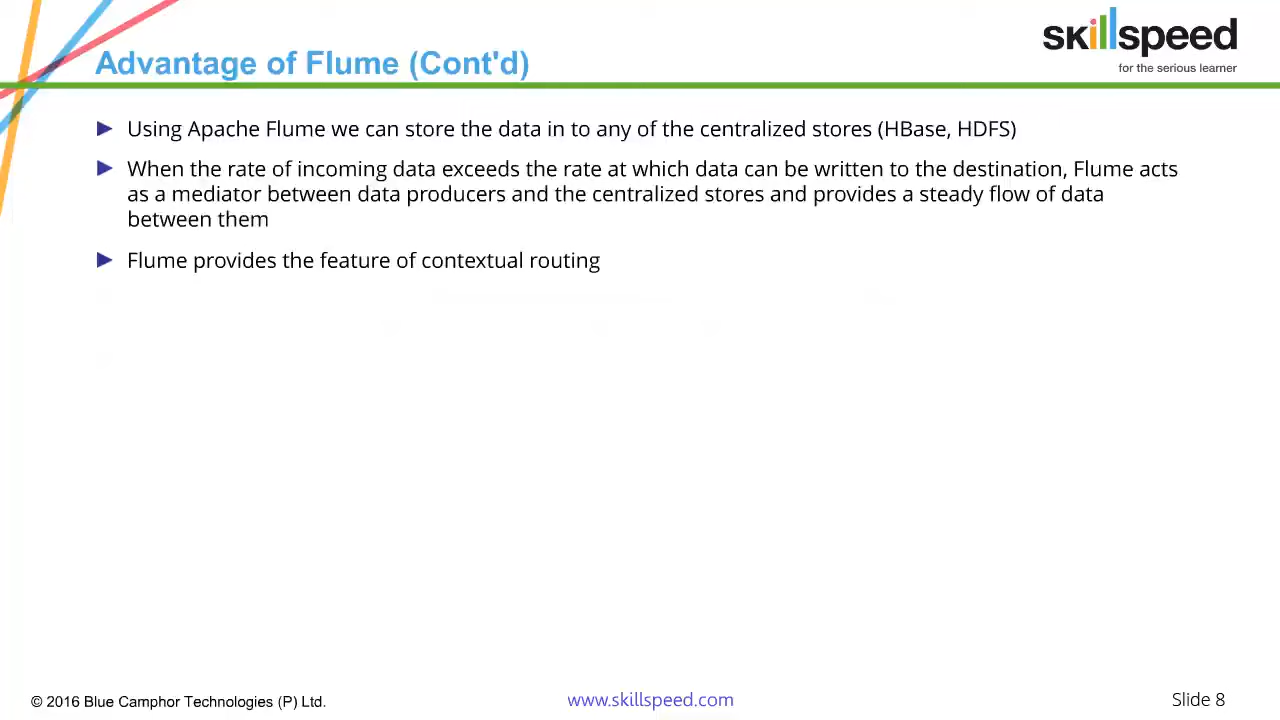 skillspeed
for the serious learner
Advantage of Flume (Cont'd)
Using Apache Flume we can store the data in to any of the centralized stores (HBase, HDFS)
When the rate of incoming data exceeds the rate at which data can be written to the destination, Flume acts
as a mediator between data producers and the centralized stores and provides a steady flow of data
between them
Flume provides the feature of contextual routing
© 2016 Blue Camphor Technologies (P) Ltd.
www.skillspeed.com
Slide 8